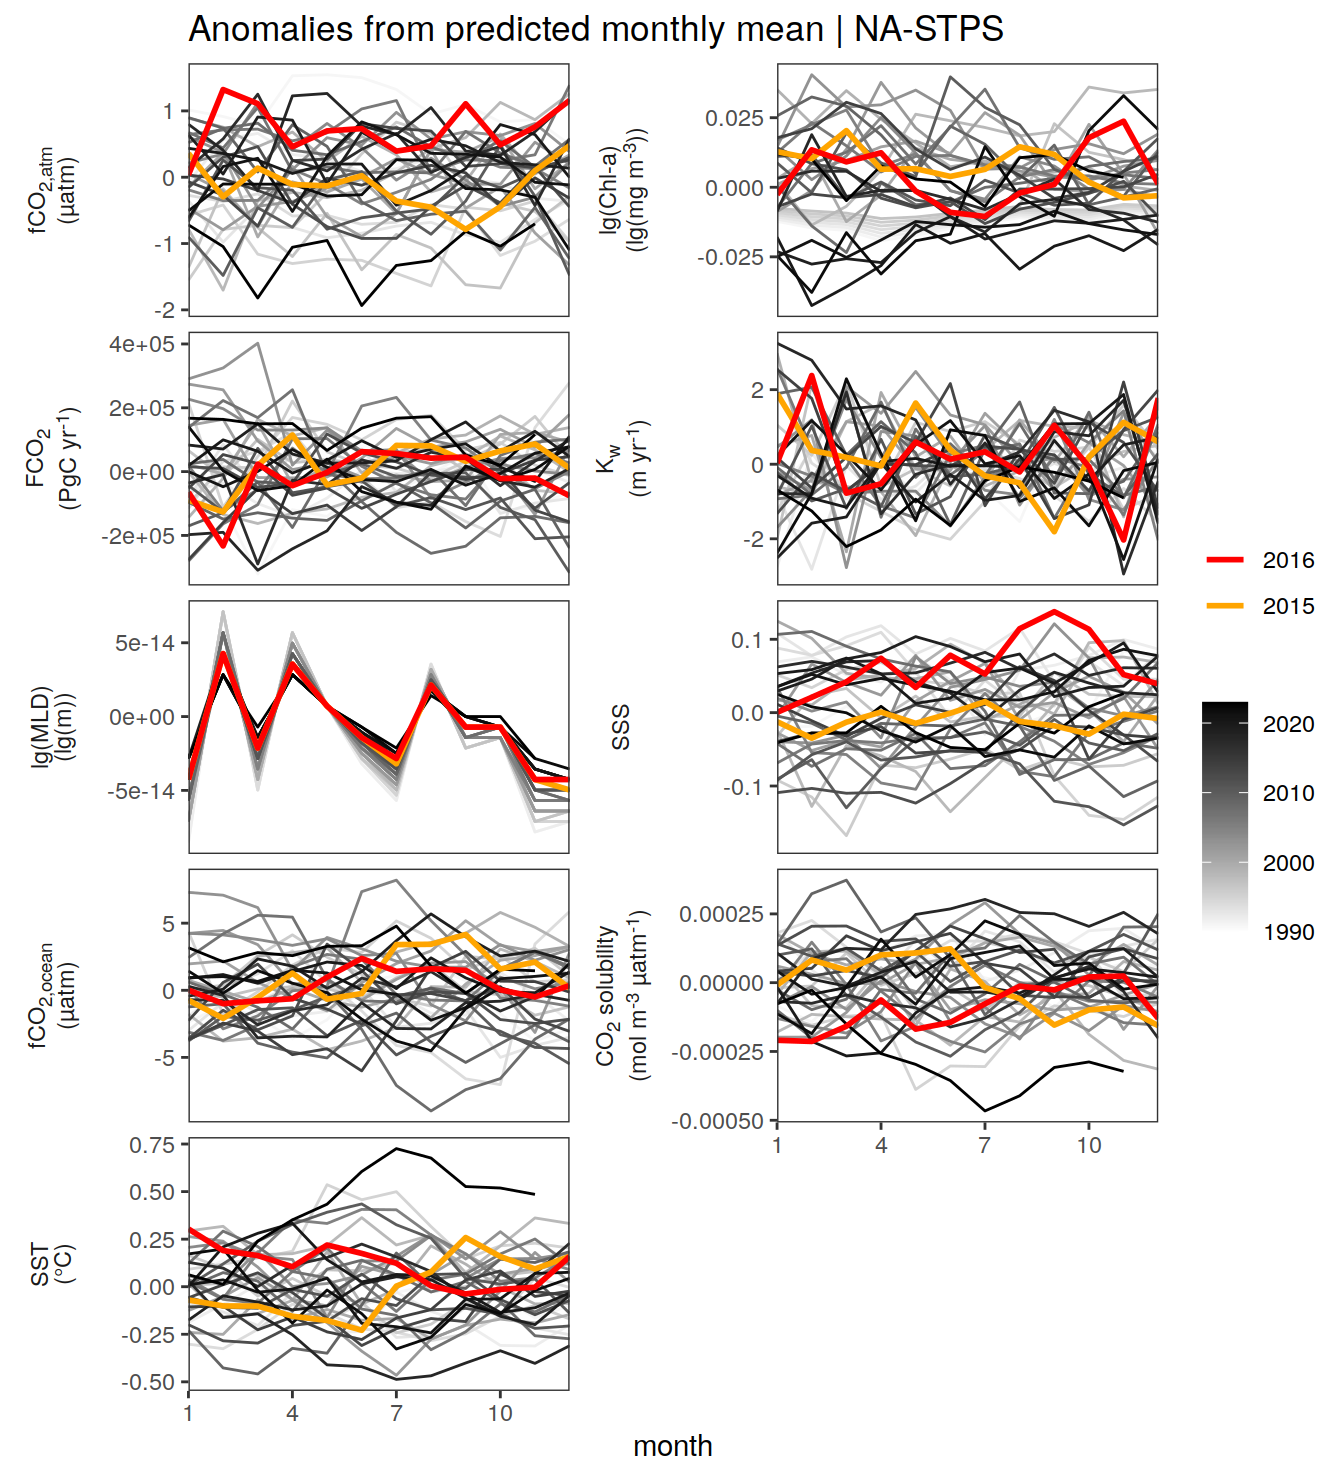 Anomalies from predicted monthly mean | NA-STPS
fCO2,atm
(µatm)
1
0
-1
-2
lg(Chl-a)
(lg(mg m-3))
0.025
0.000
-0.025
FCO2
(PgC yr-1)
4e+05
2e+05
0e+00
-2e+05
Kw
(m yr-1)
2
0
-2
lg(MLD)
(lg(m))
5e-14
0e+00
-5e-14
SSS
0.1
0.0
-0.1
fCO2,ocean
(µatm)
5
0
-5
CO2 solubility
(mol m-3 µatm-1)
0.00025
0.00000
-0.00025
-0.00050
1 4 7 10
SST
(°C)
0.75
0.50
0.25
0.00
-0.25
-0.50
1 4 7 10
month
2016
2015
2020
2010
2000
1990